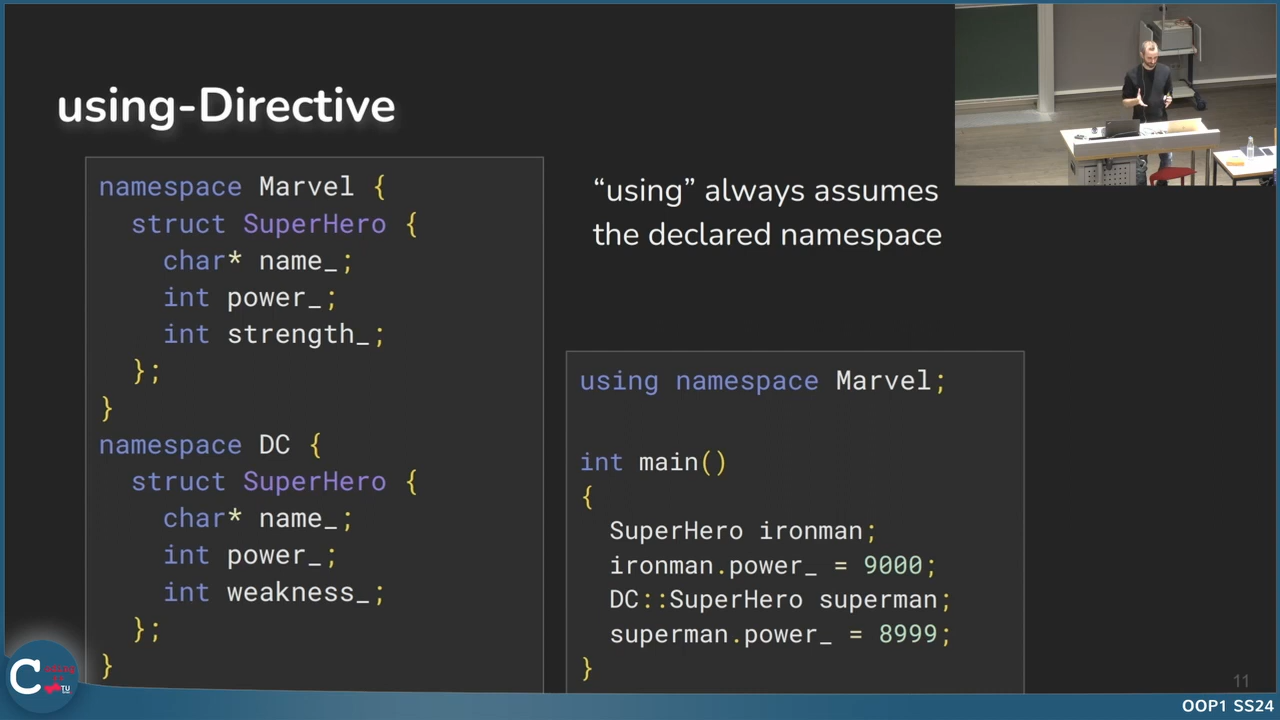 using-Directive
namespace Marvel {
struct SuperHero {
char* name_;
int power_;
int strength_;
};
}
namespace DC {
struct SuperHero {
char* name_;
int power_;
int weakness_;
};
}
“using” always assumes
the declared namespace
using namespace Marvel;
int main()
{
SuperHero ironman;
ironman.power_ = 9000;
DC::SuperHero superman;
superman.power_ = 8999;
}
11
C
TU
OOP1 SS24